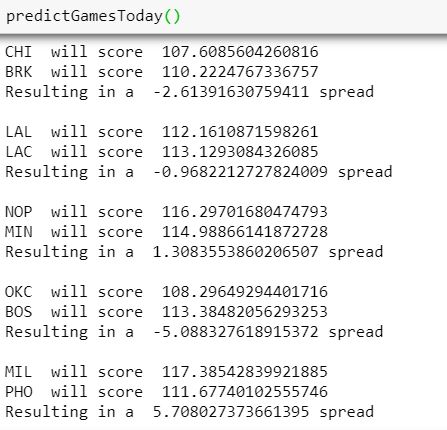 predictGamesToday()
CHI will score 107.6085604260816
BRK will score 110.2224767336757
Resulting in a -2.61391630759411 spread
LAL will score 112.1610871598261
LAC will score 113.1293084326085
Resulting in a -0.9682212727824009 spread
NOP will score 116.29701680474793
MIN will score 114.98866141872728
Resulting in a 1.3083553860206507 spread
OKC will score 108.29649294401716
BOS will score 113.38482056293253
Resulting in a -5.088327618915372 spread
MIL will score 117.38542839921885
PHO will score 111.67740102555746
Resulting in a 5.708027373661395 spread